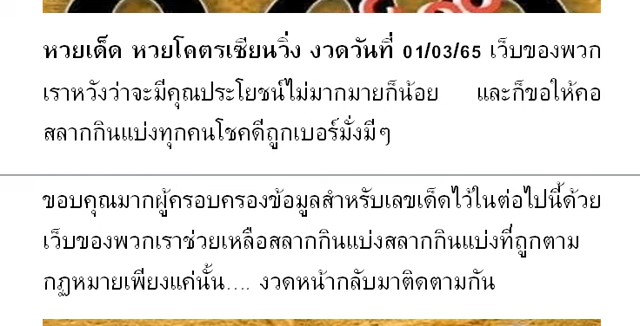 หวยเด็ด หวยโคตรเซียนวิ่ง งวดวันที่ 01/03/65 เว็บของพวก
เราหวังว่าจะมีคุณประโยชน์ไม่มากมายก็น้อย และก็ขอให้คอ
สลากกินแบ่งทุกคนโชคดีถูกเบอร์มั่งมีๆ
ขอบคุณมากผู้ครอบครองข้อมูลสำหรับเลขเด็ดไว้ในต่อไปนี้ด้วย
เว็บของพวกเราช่วยเหลือสลากกินแบ่งสลากกินแบ่งที่ถูกตาม
กฏหมายเพียงแค่นั้น.... งวดหน้ากลับมาติดตามกัน